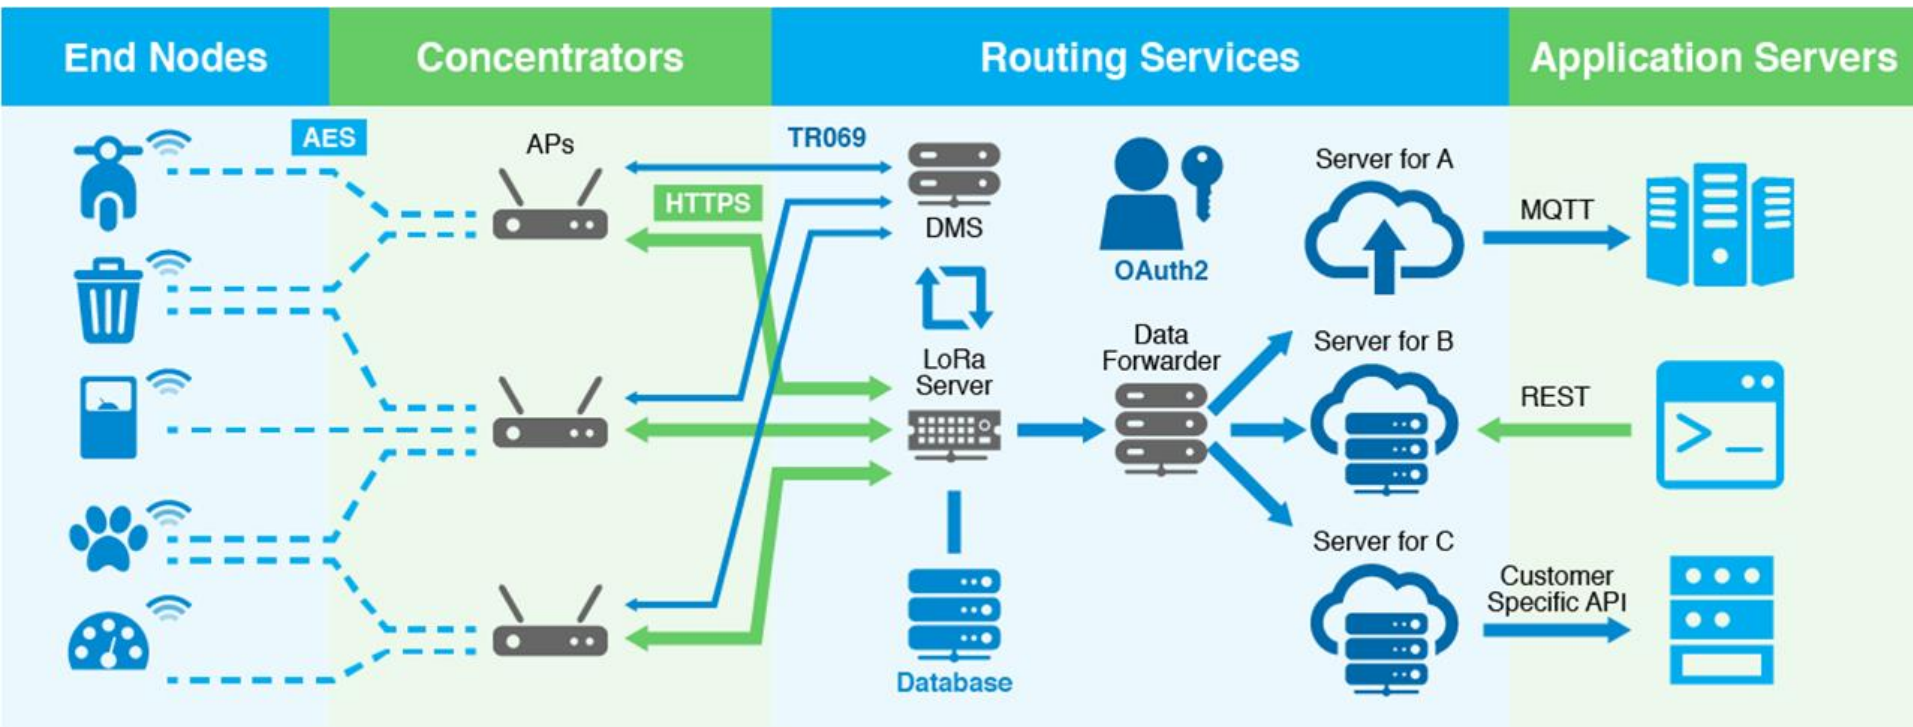 End Nodes
Concentrators
Routing Services
Application Servers
AES
APs
TR069
HTTPS
DMS
OAuth2
Server for A
MQTT
LoRa
Server
Data
Forwarder
Server for B
REST
Server for C
Customer
Specific API
Database